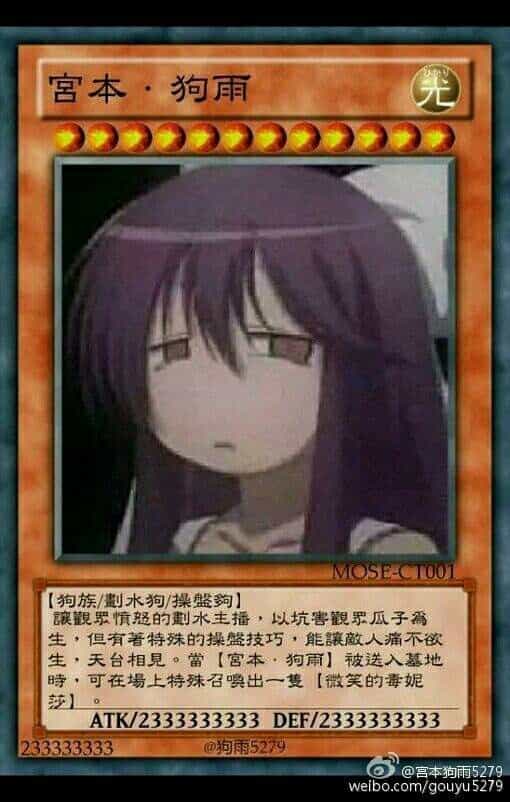 宮本·狗雨
ひかり
光
MOSE-CT001
【狗族/劃水狗/操盤夠】
讓觀眾憤怒的劃水主播，以坑害觀眾瓜子爲
生，但有著特殊的操盤技巧，能讓敵人痛不欲
生，天台相見。當【宮本·狗雨】被送入墓地
時，可在場上特殊召喚出一隻【微笑的毒妮
莎】。
ATK/2333333333 DEF/2333333333
233333333 @狗雨5279
@宮本狗雨5279
weibo.com/gouyu5279